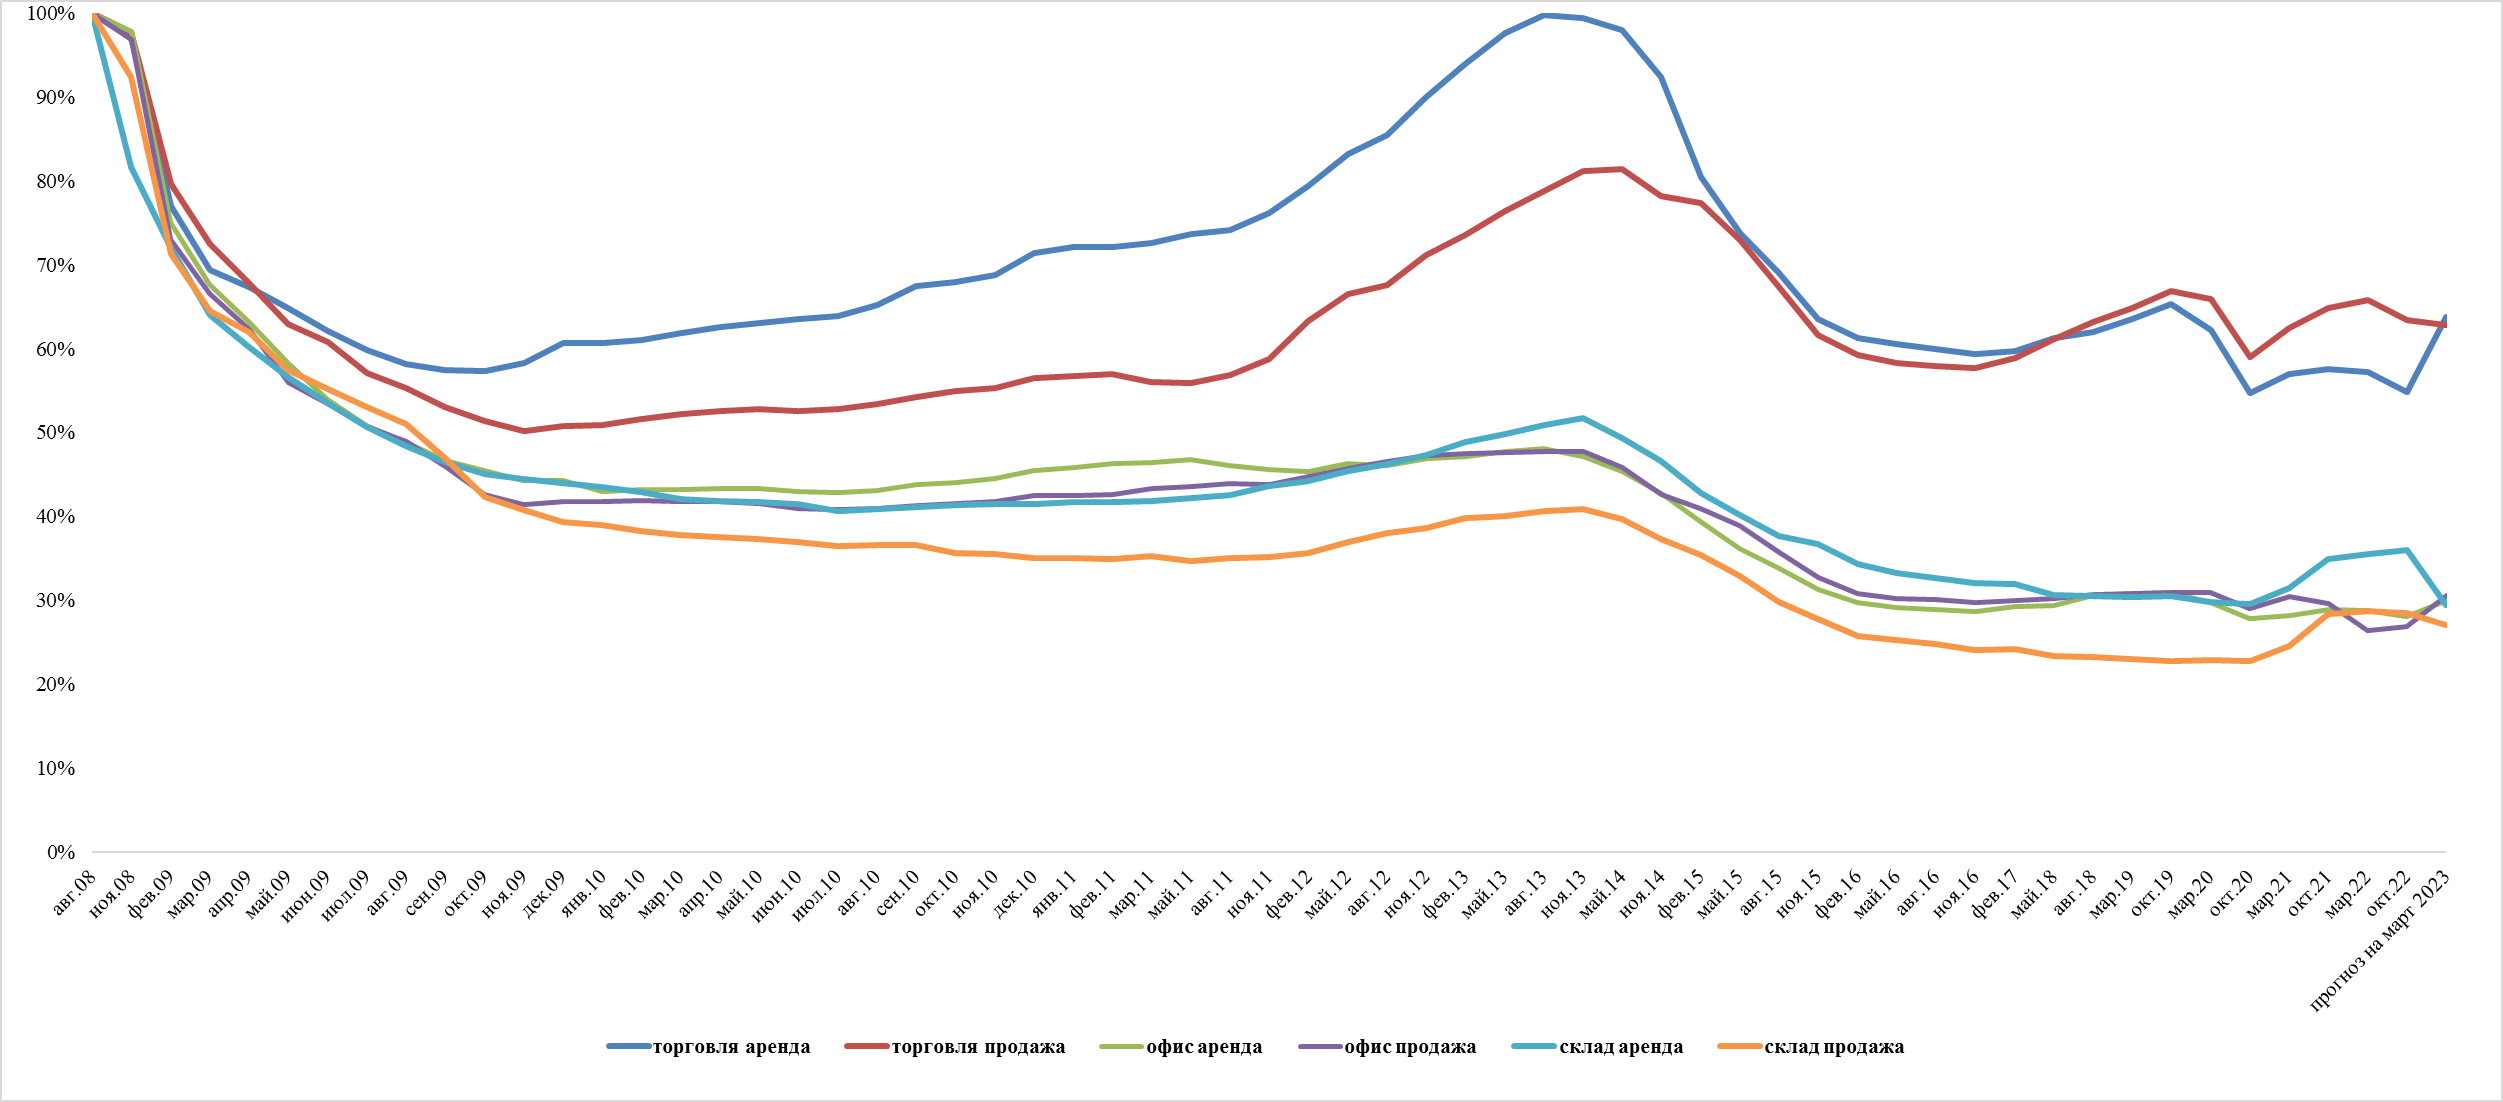 100%
90%
80%
70%
60%
50%
40%
30%
20%
10%
0%
авг.08
ноя.08
фев.09
мар.09
апр.09
май.09
июн.09
июл.09
авг.09
сен.09
окт.09
ноя.09
дек.09
янв.10
фев.10
мар.10
апр.10
май.10
июн.10
июл.10
авг.10
сен.10
окт.10
ноя.10
дек.10
янв.11
фев.11
мар.11
май.11
авг.11
ноя.11
фев.12
май.12
авг.12
ноя.12
фев.13
май.13
авг.13
ноя.13
май.14
ноя.14
фев.15
май.15
авг.15
ноя.15
фев.16
май.16
авг.16
ноя.16
фев.17
май.18
авг.18
мар.19
окт.19
мар.20
окт.20
мар.21
окт.21
мар.22
окт.22
прогноз на март 2023
торговля аренда
торговля продажа
офис аренда
офис продажа
склад аренда
склад продажа